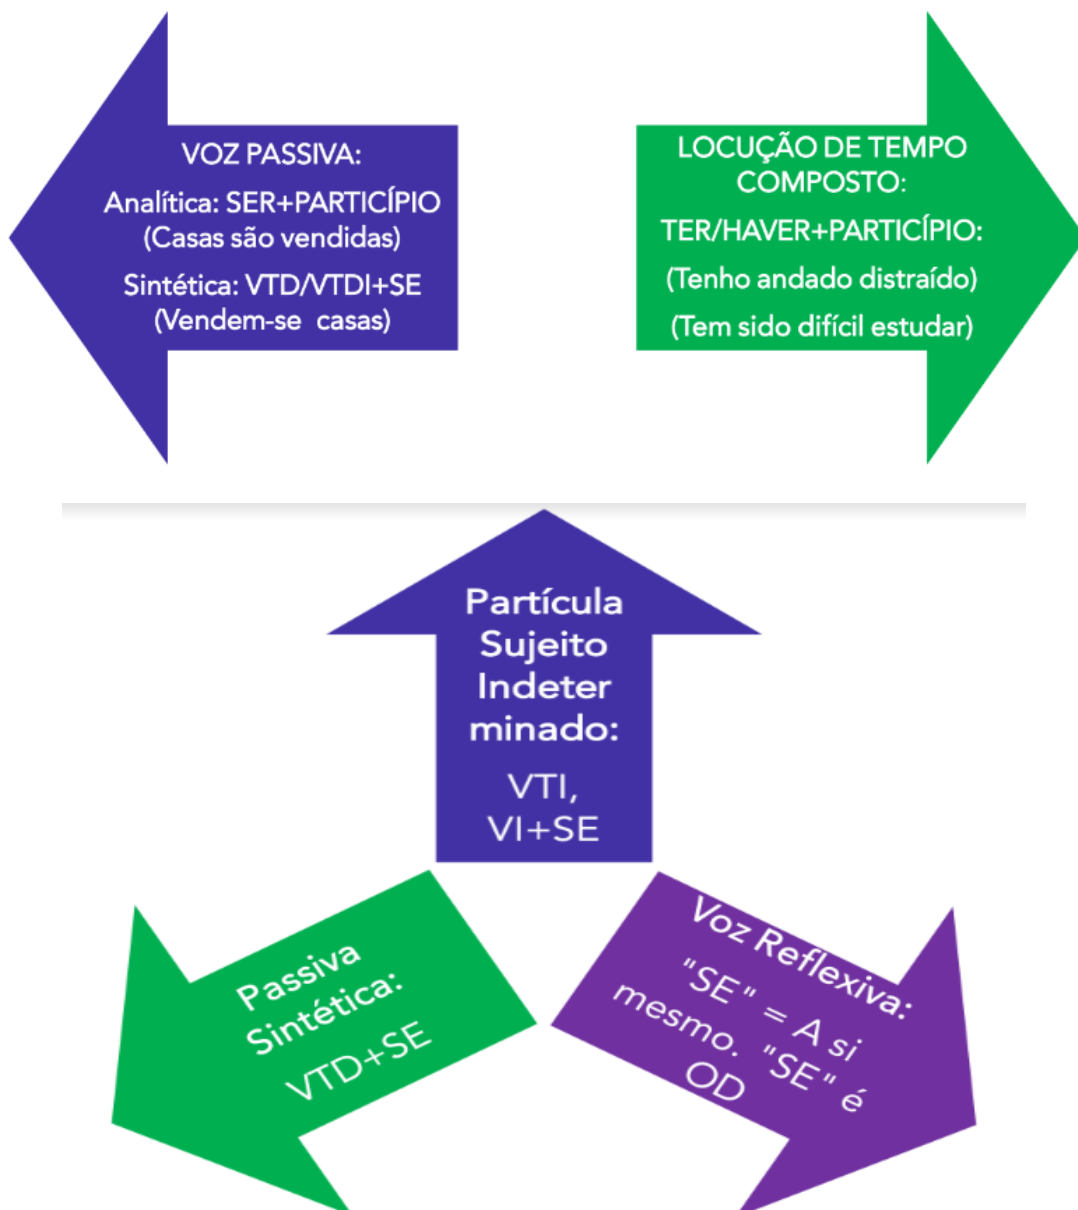 VOZ PASSIVA:
Analítica: SER+PARTICÍPIO
(Casas são vendidas)
Sintética: VTD/VTDI+SE
(Vendem-se casas)
LOCUÇÃO DE TEMPO
COMPOSTO:
TER/HAVER+PARTICÍPIO:
(Tenho andado distraído)
(Tem sido difícil estudar)
Partícula
Sujeito
Indeter
minado:
VTI,
VI+SE
Passiva
Sintética:
VTD+SE
Voz Reflexiva:
"SE" = A si
mesmo. "SE" é
OD